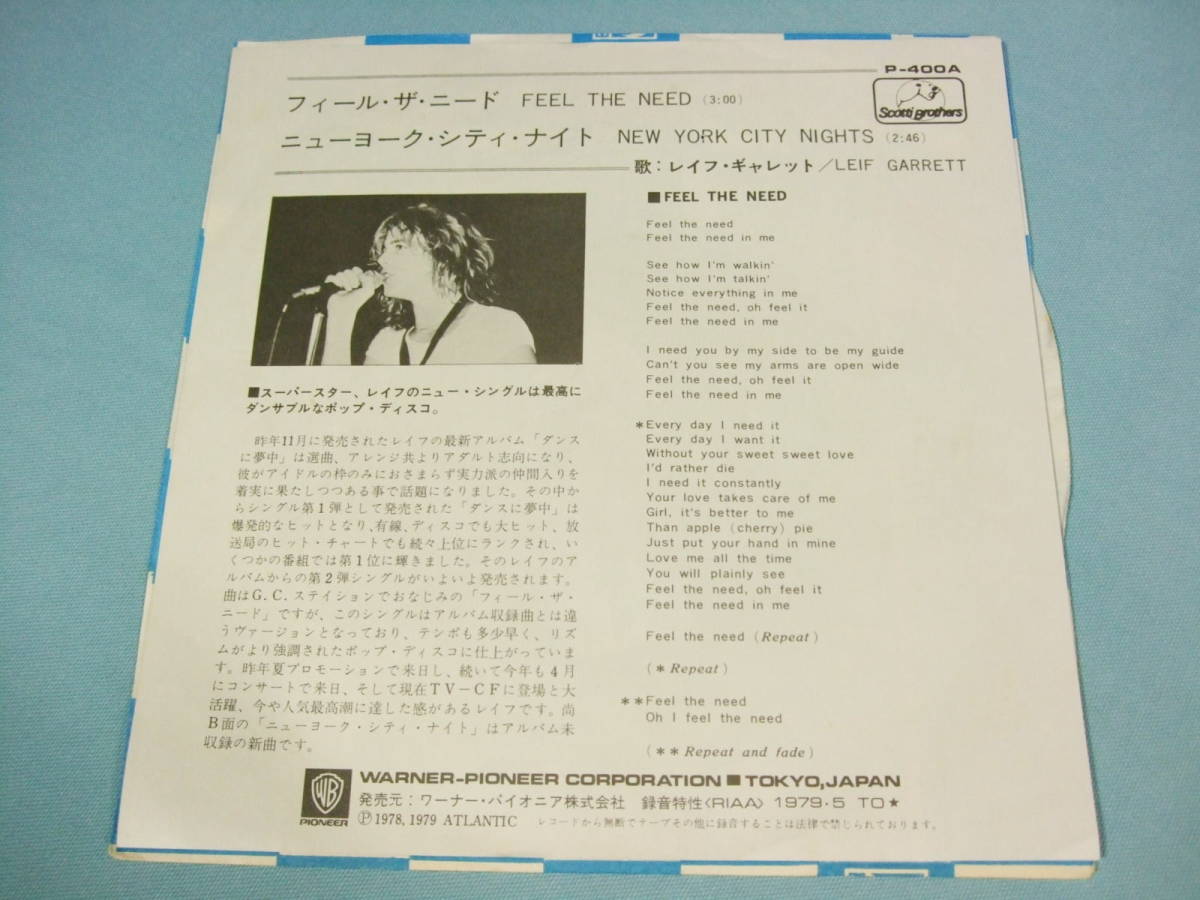 P-400A
Scotti Brothers
フィール・ザ・ニード FEEL THE NEED (3:00)
ニューヨーク・シティ・ナイト NEW YORK CITY NIGHTS (2:46)
歌：レイフ・ギャレット／LEIF GARRETT
■スーパースター、レイフのニュー・シングルは最高に
ダンサブルなポップ・ディスコ。
昨年11月に発売されたレイフの最新アルバム「ダンス
に夢中」は選曲、アレンジ共よりアダルト志向になり、
彼がアイドルの枠のみにおさまらず実力派の仲間入りを
着実に果たしつつある事で話題になりました。その中か
らシングル第1弾として発売された「ダンスに夢中」は
爆発的なヒットとなり、有線、ディスコでも大ヒット、放
送局のヒット・チャートでも続々上位にランクされ、い
くつかの番組では第1位に輝きました。そのレイフのア
ルバムからの第2弾シングルがいよいよ発売されます。
曲はG.C.ステイションでおなじみの「フィール・ザ・
ニード」ですが、このシングルはアルバム収録曲とは違
うヴァージョンとなっており、テンポも多少早く、リズ
ムがより強調されたポップ・ディスコに仕上がっていま
す。昨年夏プロモーションで来日し、続いて今年も4月
にコンサートで来日、そして現在TV-CFに登場と大
活躍、今や人気最高潮に達した感があるレイフです。尚
B面の「ニューヨーク・シティ・ナイト」はアルバム未
収録の新曲です。
■FEEL THE NEED
Feel the need
Feel the need in me
See how I'm walkin'
See how I'm talkin'
Notice everything in me
Feel the need, oh feel it
Feel the need in me
I need you by my side to be my guide
Can't you see my arms are open wide
Feel the need, oh feel it
Feel the need in me
*Every day I need it
Every day I want it
Without your sweet sweet love
I'd rather die
I need it constantly
Your love takes care of me
Girl, it's better to me
Than apple (cherry) pie
Just put your hand in mine
Love me all the time
You will plainly see
Feel the need, oh feel it
Feel the need in me
Feel the need (Repeat)
(* Repeat)
**Feel the need
Oh I feel the need
(** Repeat and fade)
WB
PIONEER
WARNER-PIONEER CORPORATION ■ TOKYO, JAPAN
発売元：ワーナー・パイオニア株式会社 録音特性〈RIAA〉1979・5 TO★
Ⓟ 1978, 1979 ATLANTIC レコードから無断でテープその他に録音することは法律で禁じられております。